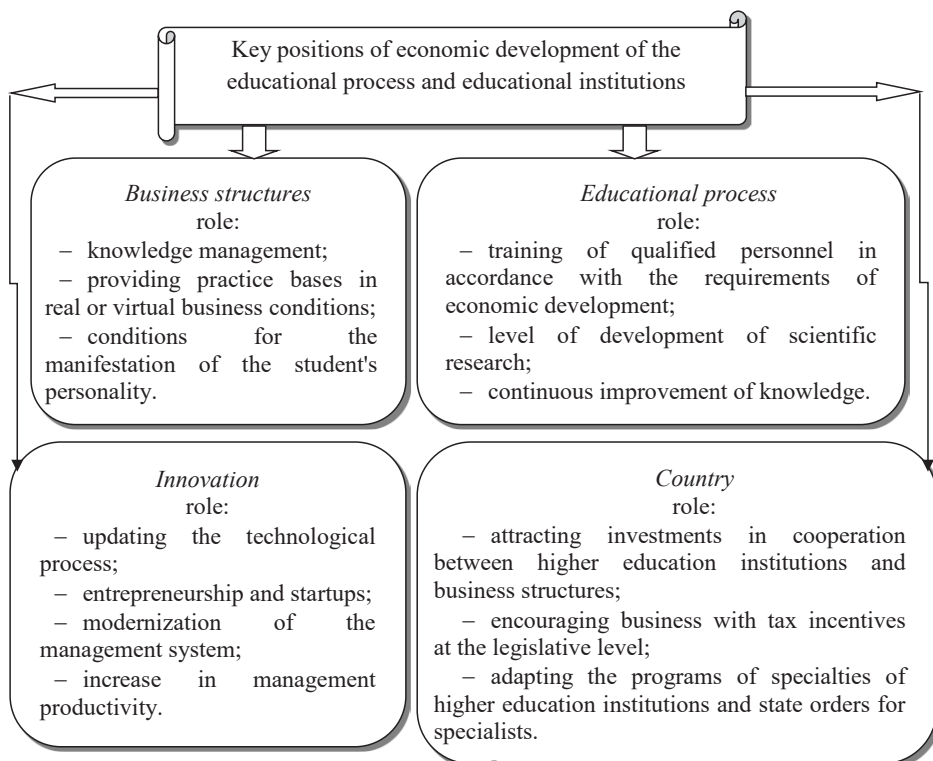 Key positions of economic development of the
educational process and educational institutions
Business structures
role:
– knowledge management;
– providing practice bases in
real or virtual business conditions;
– conditions for the
manifestation of the student's
personality.
Educational process
role:
– training of qualified personnel in
accordance with the requirements of
economic development;
– level of development of scientific
research;
– continuous improvement of knowledge.
Innovation
role:
– updating the technological
process;
– entrepreneurship and startups;
– modernization of the
management system;
– increase in management
productivity.
Country
role:
– attracting investments in cooperation
between higher education institutions and
business structures;
– encouraging business with tax incentives
at the legislative level;
– adapting the programs of specialties of
higher education institutions and state orders for
specialists.